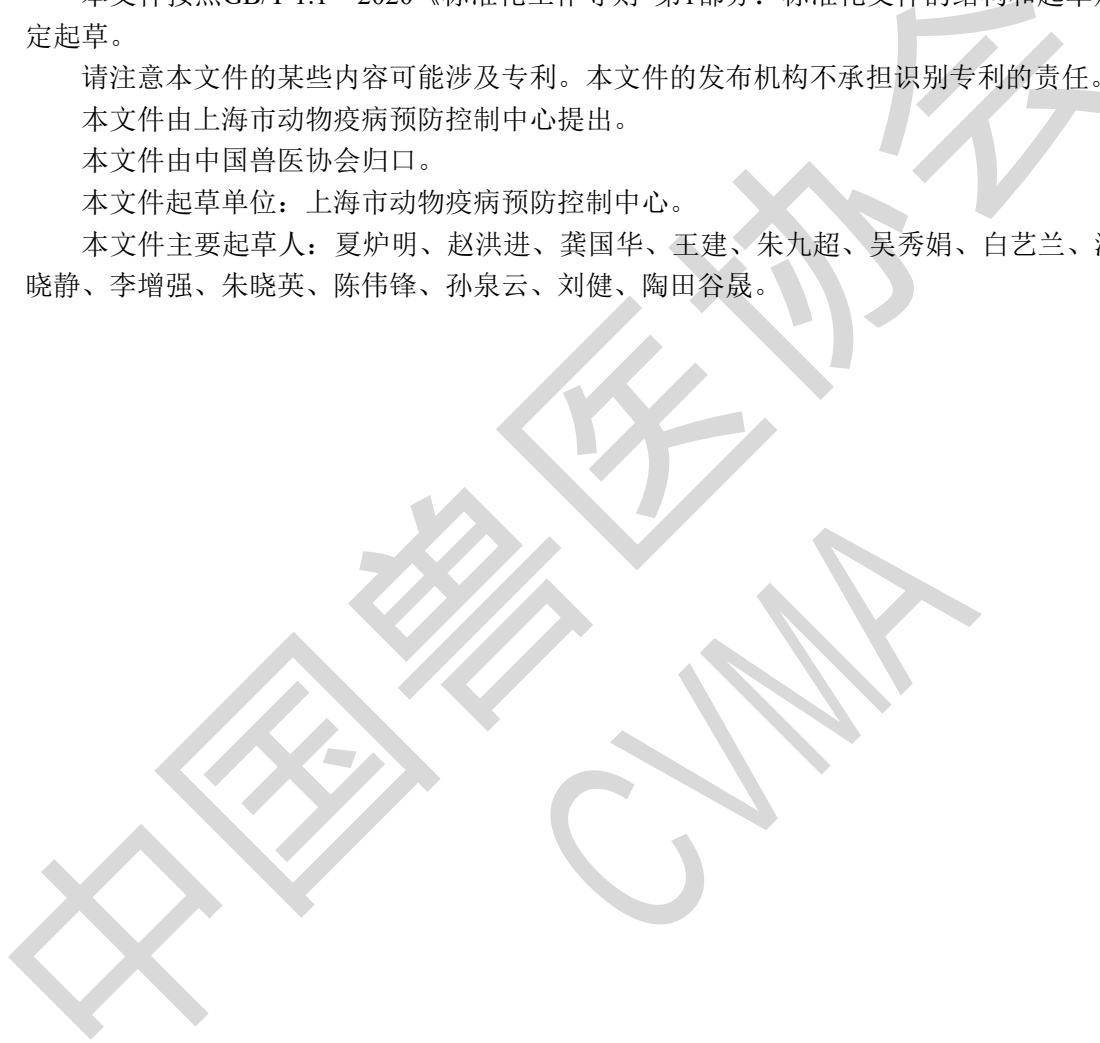 本文件按照GB/T 1.1—2020《标准化工作导则 第1部分：标准化文件的结构和起草
定起草。
请注意本文件的某些内容可能涉及专利。本文件的发布机构不承担识别专利的责任。
本文件由上海市动物疫病预防控制中心提出。
本文件由中国兽医协会归口。
本文件起草单位：上海市动物疫病预防控制中心。
本文件主要起草人：夏炉明、赵洪进、龚国华、王建、朱九超、吴秀娟、白艺兰、
晓静、李增强、朱晓英、陈伟锋、孙泉云、刘健、陶田谷晟。
中国兽医协会
CVMA